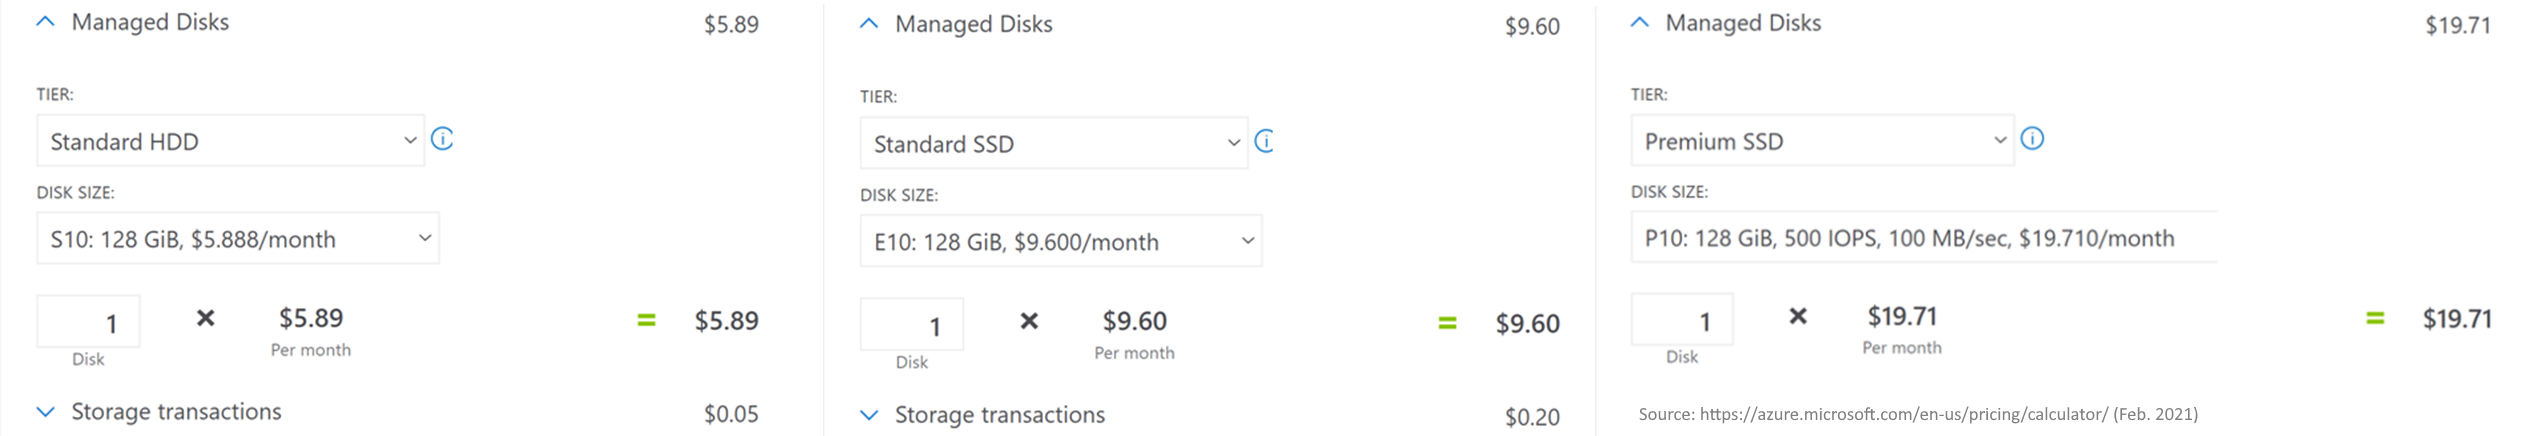 Managed Disks $5.89
TIER:
Standard HDD
DISK SIZE:
S10: 128 GiB, $5.888/month
1 × $5.89 = $5.89
Disk Per month
Storage transactions $0.05
Managed Disks $9.60
TIER:
Standard SSD
DISK SIZE:
E10: 128 GiB, $9.600/month
1 × $9.60 = $9.60
Disk Per month
Storage transactions $0.20
Managed Disks $19.71
TIER:
Premium SSD
DISK SIZE:
P10: 128 GiB, 500 IOPS, 100 MB/sec, $19.710/month
1 × $19.71 = $19.71
Disk Per month
Source: https://azure.microsoft.com/en-us/pricing/calculator/ (Feb. 2021)